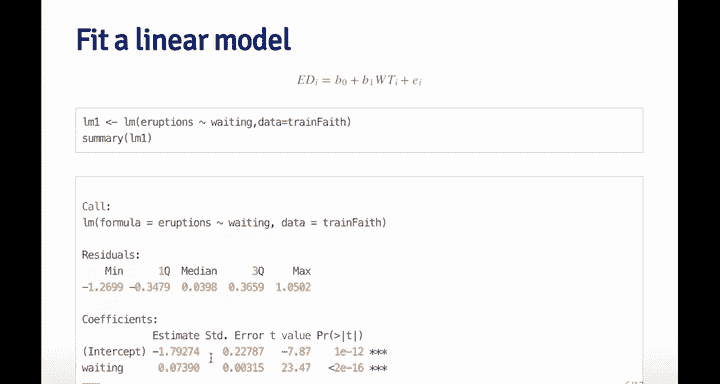 Fit a linear model
EDᵢ = b₀ + b₁WTᵢ + eᵢ
lm1 <- lm(eruptions ~ waiting,data=trainFaith)
summary(lm1)
Call:
lm(formula = eruptions ~ waiting, data = trainFaith)
Residuals:
Min 1Q Median 3Q Max
-1.2699 -0.3479 0.0398 0.3659 1.0502
Coefficients:
Estimate Std. Error t value Pr(>|t|)
(Intercept) -1.79274 0.22787 -7.87 1e-12 ***
waiting 0.07390 0.00315 23.47 <2e-16 ***